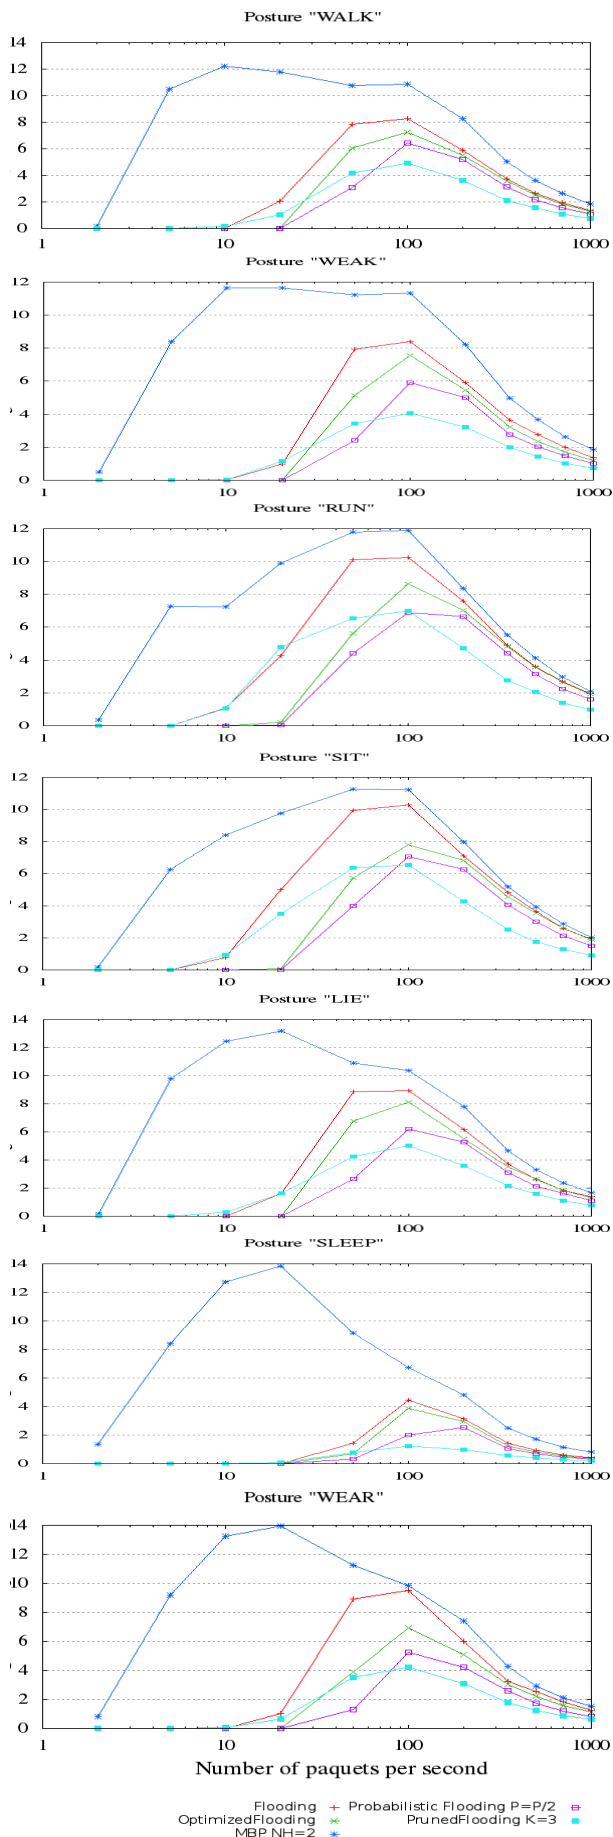 Posture "WALK"
14
12
10
8
6
4
2
0
1 10 100 1000
Posture "WEAK"
12
10
8
6
4
2
0
1 10 100 1000
Posture "RUN"
12
10
8
6
4
2
0
1 10 100 1000
Posture "SIT"
12
10
8
6
4
2
0
1 10 100 1000
Posture "LIE"
14
12
10
8
6
4
2
0
1 10 100 1000
Posture "SLEEP"
14
12
10
8
6
4
2
0
1 10 100 1000
Posture "WEAR"
14
12
10
8
6
4
2
0
1 10 100 1000
Number of paquets per second
Flooding Probabilistic Flooding P=P/2
OptimizedFlooding PrunedFlooding K=3
MBP NH=2